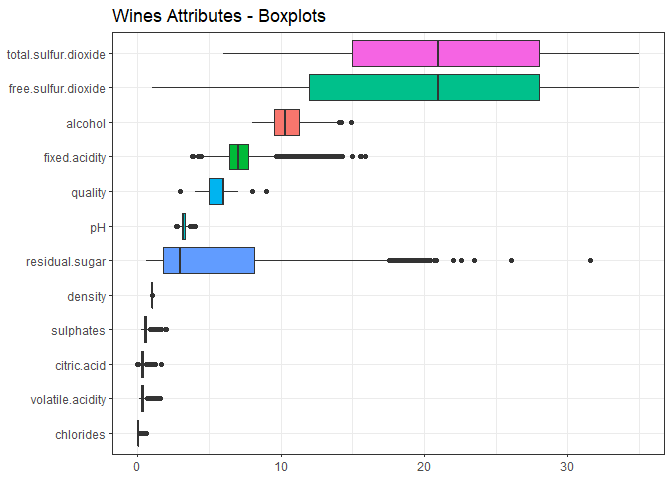 Wines Attributes - Boxplots
total.sulfur.dioxide
free.sulfur.dioxide
alcohol
fixed.acidity
quality
pH
residual.sugar
density
sulphates
citric.acid
volatile.acidity
chlorides
0 10 20 30